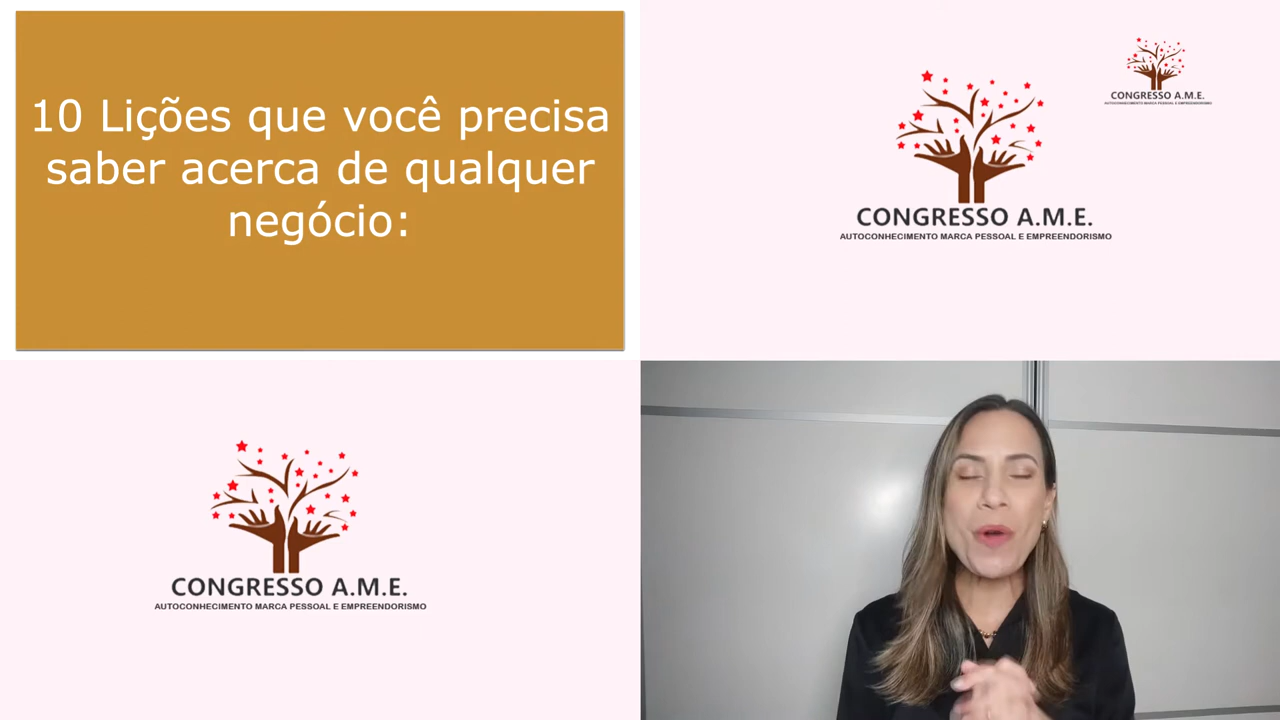 10 Lições que você precisa
saber acerca de qualquer
negócio:
CONGRESSO A.M.E.
AUTOCONHECIMENTO MARCA PESSOAL E EMPREENDORISMO
CONGRESSO A.M.E.
AUTOCONHECIMENTO MARCA PESSOAL E EMPREENDORISMO
CONGRESSO A.M.E.
AUTOCONHECIMENTO MARCA PESSOAL E EMPREENDORISMO